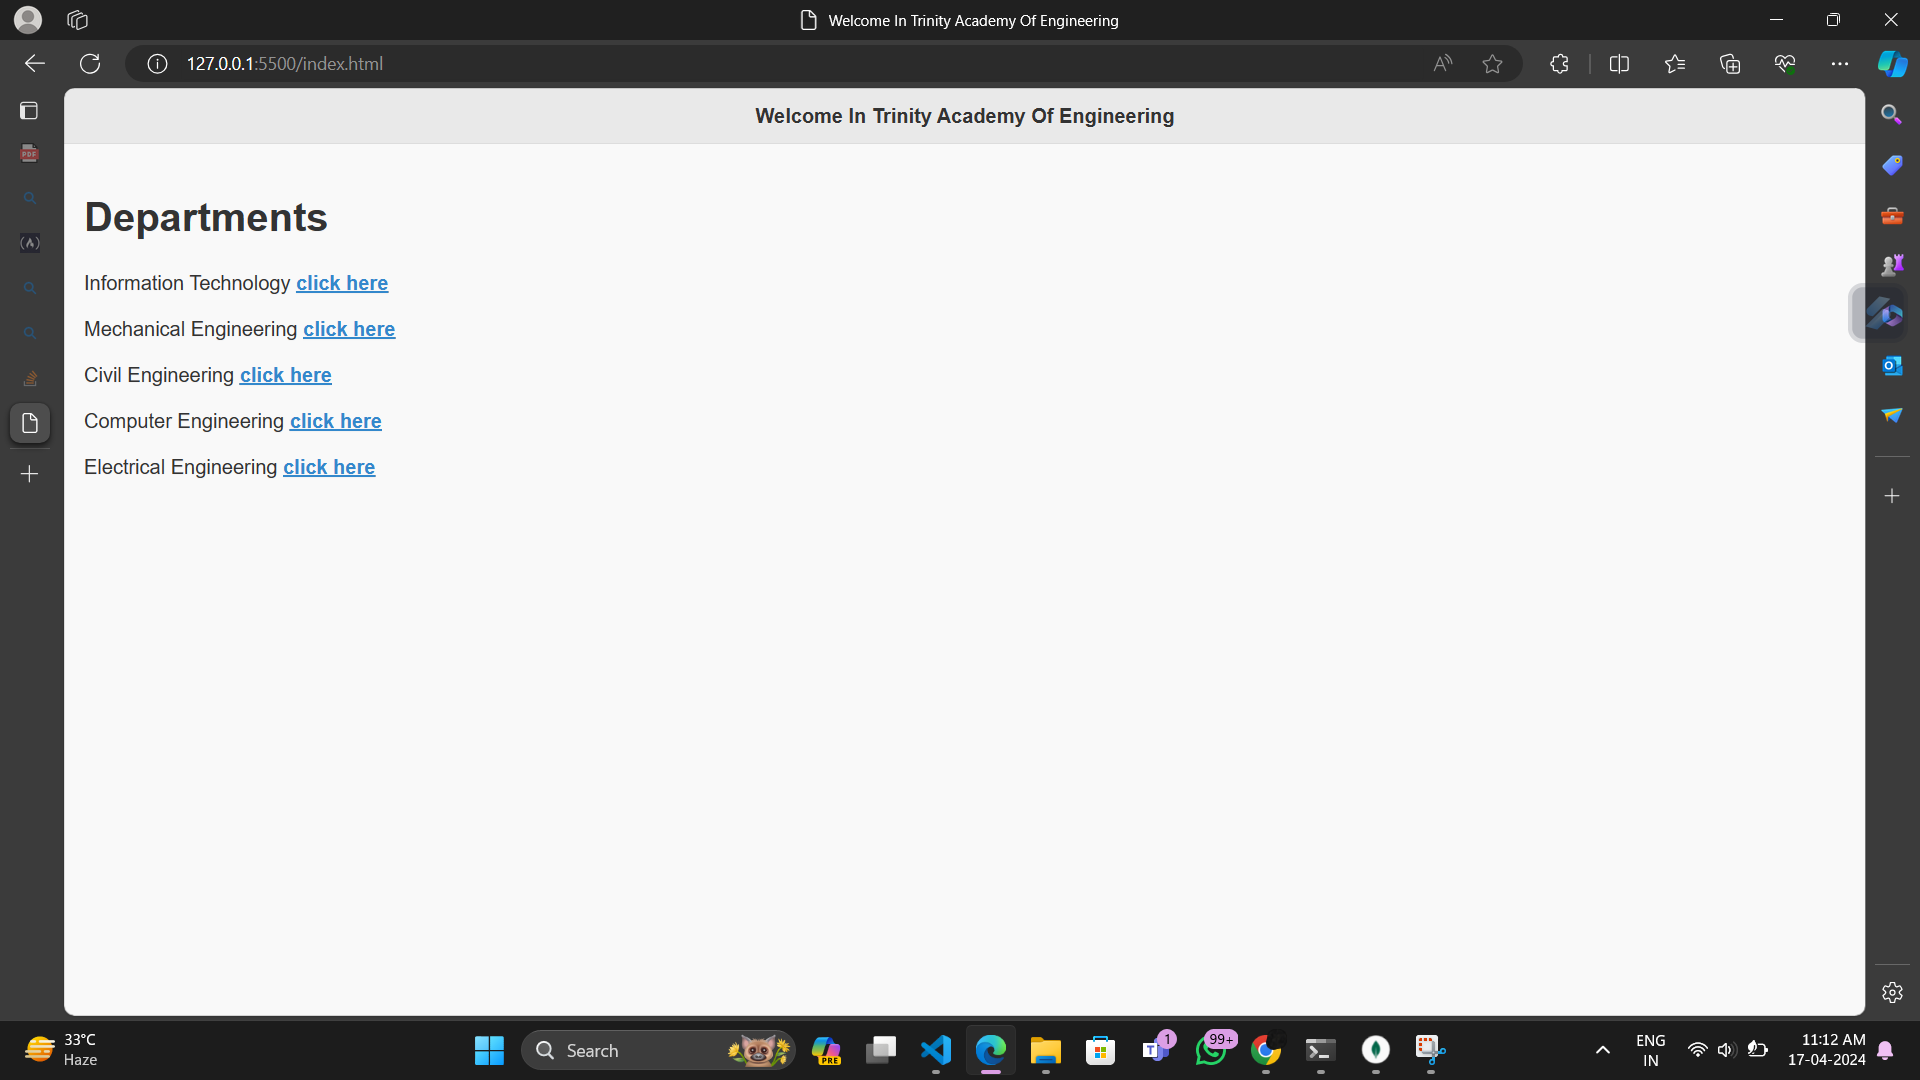 Welcome In Trinity Academy Of Engineering
127.0.0.1:5500/index.html
Welcome In Trinity Academy Of Engineering
Departments
Information Technology click here
Mechanical Engineering click here
Civil Engineering click here
Computer Engineering click here
Electrical Engineering click here
PDF
33°C
Haze
Search
PRE
1
99+
ENG
IN
11:12 AM
17-04-2024